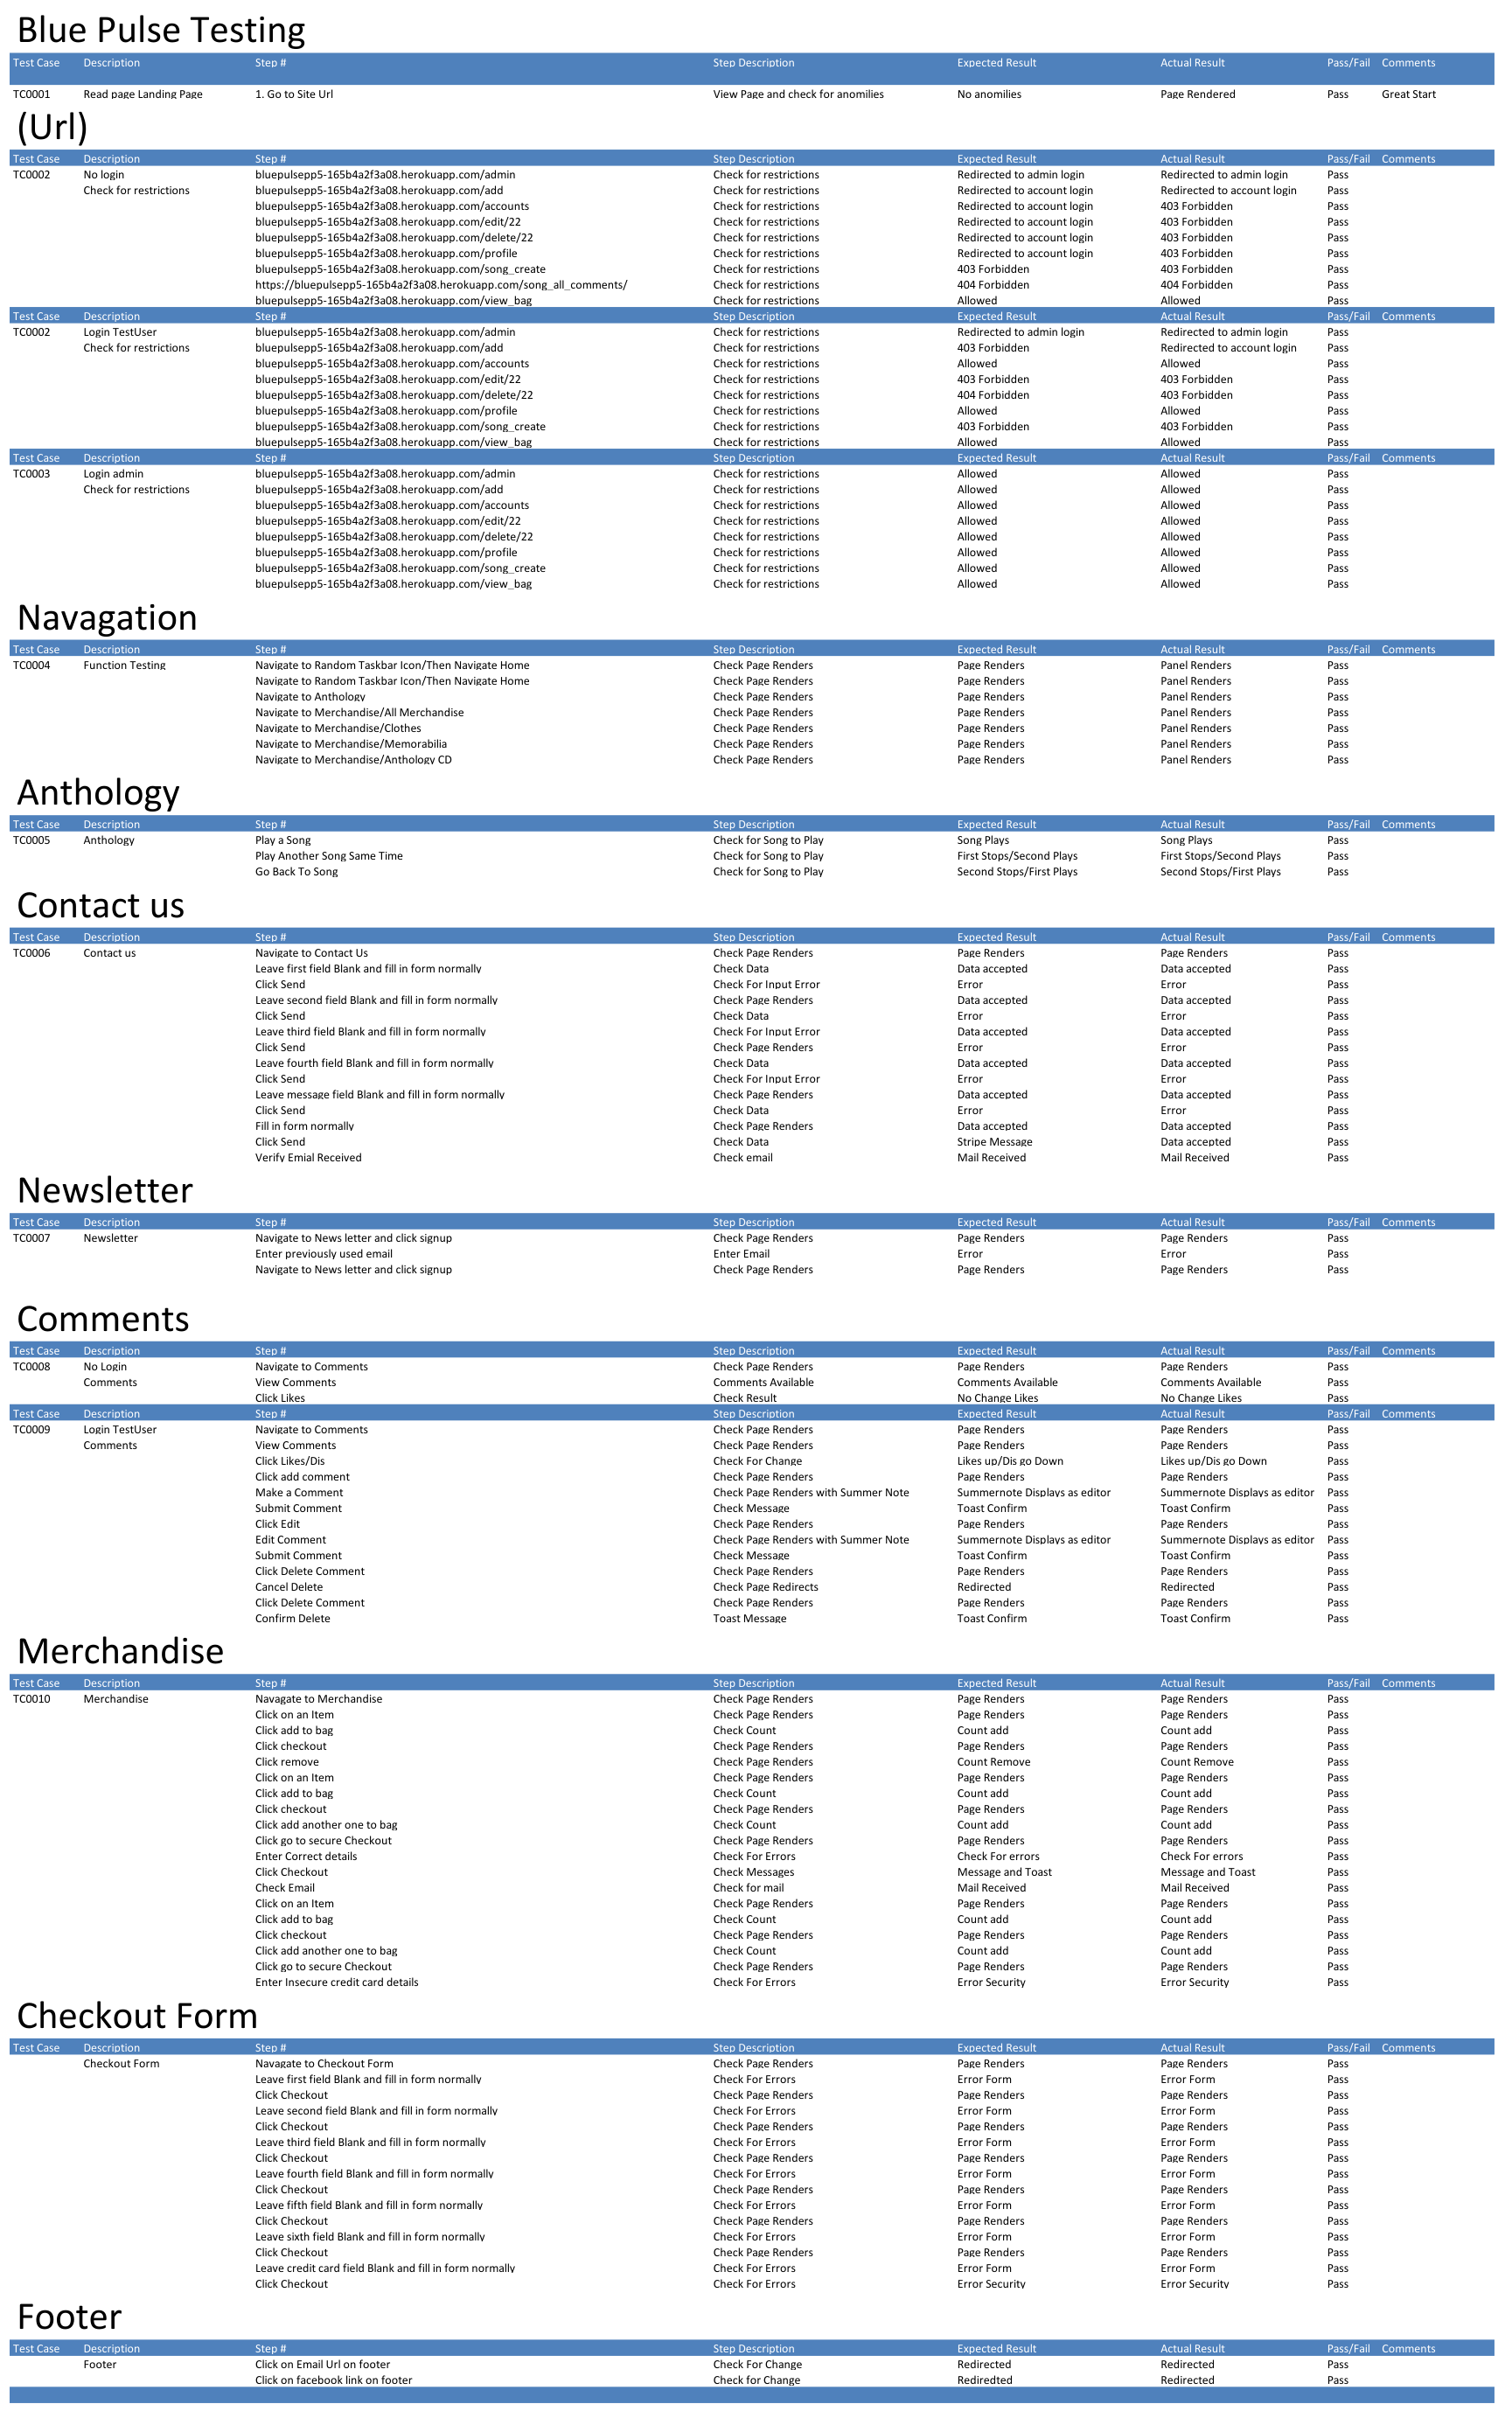 Blue Pulse Testing
Test Case Description Step # Step Description Expected Result Actual Result Pass/Fail Comments
TC0001 Read page Landing Page 1. Go to Site Url View Page and check for anomilies No anomilies Page Rendered Pass Great Start
(Url)
Test Case Description Step # Step Description Expected Result Actual Result Pass/Fail Comments
TC0002 No login bluepulsepp5-165b4a2f3a08.herokuapp.com/admin Check for restrictions Redirected to admin login Redirected to admin login Pass
Check for restrictions bluepulsepp5-165b4a2f3a08.herokuapp.com/add Check for restrictions Redirected to account login Redirected to account login Pass
bluepulsepp5-165b4a2f3a08.herokuapp.com/accounts Check for restrictions Redirected to account login 403 Forbidden Pass
bluepulsepp5-165b4a2f3a08.herokuapp.com/edit/22 Check for restrictions Redirected to account login 403 Forbidden Pass
bluepulsepp5-165b4a2f3a08.herokuapp.com/delete/22 Check for restrictions Redirected to account login 403 Forbidden Pass
bluepulsepp5-165b4a2f3a08.herokuapp.com/profile Check for restrictions Redirected to account login 403 Forbidden Pass
bluepulsepp5-165b4a2f3a08.herokuapp.com/song_create Check for restrictions 403 Forbidden 403 Forbidden Pass
https://bluepulsepp5-165b4a2f3a08.herokuapp.com/song_all_comments/ Check for restrictions 404 Forbidden 404 Forbidden Pass
bluepulsepp5-165b4a2f3a08.herokuapp.com/view_bag Check for restrictions Allowed Allowed Pass
Test Case Description Step # Step Description Expected Result Actual Result Pass/Fail Comments
TC0002 Login TestUser bluepulsepp5-165b4a2f3a08.herokuapp.com/admin Check for restrictions Redirected to admin login Redirected to admin login Pass
Check for restrictions bluepulsepp5-165b4a2f3a08.herokuapp.com/add Check for restrictions 403 Forbidden Redirected to account login Pass
bluepulsepp5-165b4a2f3a08.herokuapp.com/accounts Check for restrictions Allowed Allowed Pass
bluepulsepp5-165b4a2f3a08.herokuapp.com/edit/22 Check for restrictions 403 Forbidden 403 Forbidden Pass
bluepulsepp5-165b4a2f3a08.herokuapp.com/delete/22 Check for restrictions 404 Forbidden 403 Forbidden Pass
bluepulsepp5-165b4a2f3a08.herokuapp.com/profile Check for restrictions Allowed Allowed Pass
bluepulsepp5-165b4a2f3a08.herokuapp.com/song_create Check for restrictions 403 Forbidden 403 Forbidden Pass
bluepulsepp5-165b4a2f3a08.herokuapp.com/view_bag Check for restrictions Allowed Allowed Pass
Test Case Description Step # Step Description Expected Result Actual Result Pass/Fail Comments
TC0003 Login admin bluepulsepp5-165b4a2f3a08.herokuapp.com/admin Check for restrictions Allowed Allowed Pass
Check for restrictions bluepulsepp5-165b4a2f3a08.herokuapp.com/add Check for restrictions Allowed Allowed Pass
bluepulsepp5-165b4a2f3a08.herokuapp.com/accounts Check for restrictions Allowed Allowed Pass
bluepulsepp5-165b4a2f3a08.herokuapp.com/edit/22 Check for restrictions Allowed Allowed Pass
bluepulsepp5-165b4a2f3a08.herokuapp.com/delete/22 Check for restrictions Allowed Allowed Pass
bluepulsepp5-165b4a2f3a08.herokuapp.com/profile Check for restrictions Allowed Allowed Pass
bluepulsepp5-165b4a2f3a08.herokuapp.com/song_create Check for restrictions Allowed Allowed Pass
bluepulsepp5-165b4a2f3a08.herokuapp.com/view_bag Check for restrictions Allowed Allowed Pass
Navagation
Test Case Description Step # Step Description Expected Result Actual Result Pass/Fail Comments
TC0004 Function Testing Navigate to Random Taskbar Icon/Then Navigate Home Check Page Renders Page Renders Panel Renders Pass
Navigate to Random Taskbar Icon/Then Navigate Home Check Page Renders Page Renders Panel Renders Pass
Navigate to Anthology Check Page Renders Page Renders Panel Renders Pass
Navigate to Merchandise/All Merchandise Check Page Renders Page Renders Panel Renders Pass
Navigate to Merchandise/Clothes Check Page Renders Page Renders Panel Renders Pass
Navigate to Merchandise/Memorabilia Check Page Renders Page Renders Panel Renders Pass
Navigate to Merchandise/Anthology CD Check Page Renders Page Renders Panel Renders Pass
Anthology
Test Case Description Step # Step Description Expected Result Actual Result Pass/Fail Comments
TC0005 Anthology Play a Song Check for Song to Play Song Plays Song Plays Pass
Play Another Song Same Time Check for Song to Play First Stops/Second Plays First Stops/Second Plays Pass
Go Back To Song Check for Song to Play Second Stops/First Plays Second Stops/First Plays Pass
Contact us
Test Case Description Step # Step Description Expected Result Actual Result Pass/Fail Comments
TC0006 Contact us Navigate to Contact Us Check Page Renders Page Renders Page Renders Pass
Leave first field Blank and fill in form normally Check Data Data accepted Data accepted Pass
Click Send Check For Input Error Error Error Pass
Leave second field Blank and fill in form normally Check Page Renders Data accepted Data accepted Pass
Click Send Check Data Error Error Pass
Leave third field Blank and fill in form normally Check For Input Error Data accepted Data accepted Pass
Click Send Check Page Renders Error Error Pass
Leave fourth field Blank and fill in form normally Check Data Data accepted Data accepted Pass
Click Send Check For Input Error Error Error Pass
Leave message field Blank and fill in form normally Check Page Renders Data accepted Data accepted Pass
Click Send Check Data Error Error Pass
Fill in form normally Check Page Renders Data accepted Data accepted Pass
Click Send Check Data Stripe Message Data accepted Pass
Verify Emial Received Check email Mail Received Mail Received Pass
Newsletter
Test Case Description Step # Step Description Expected Result Actual Result Pass/Fail Comments
TC0007 Newsletter Navigate to News letter and click signup Check Page Renders Page Renders Page Renders Pass
Enter previously used email Enter Email Error Error Pass
Navigate to News letter and click signup Check Page Renders Page Renders Page Renders Pass
Comments
Test Case Description Step # Step Description Expected Result Actual Result Pass/Fail Comments
TC0008 No Login Navigate to Comments Check Page Renders Page Renders Page Renders Pass
Comments View Comments Comments Available Comments Available Comments Available Pass
Click Likes Check Result No Change Likes No Change Likes Pass
Test Case Description Step # Step Description Expected Result Actual Result Pass/Fail Comments
TC0009 Login TestUser Navigate to Comments Check Page Renders Page Renders Page Renders Pass
Comments View Comments Check Page Renders Page Renders Page Renders Pass
Click Likes/Dis Check For Change Likes up/Dis go Down Likes up/Dis go Down Pass
Click add comment Check Page Renders Page Renders Page Renders Pass
Make a Comment Check Page Renders with Summer Note Summernote Displays as editor Summernote Displays as editor Pass
Submit Comment Check Message Toast Confirm Toast Confirm Pass
Click Edit Check Page Renders Page Renders Page Renders Pass
Edit Comment Check Page Renders with Summer Note Summernote Displays as editor Summernote Displays as editor Pass
Submit Comment Check Message Toast Confirm Toast Confirm Pass
Click Delete Comment Check Page Renders Page Renders Page Renders Pass
Cancel Delete Check Page Redirects Redirected Redirected Pass
Click Delete Comment Check Page Renders Page Renders Page Renders Pass
Confirm Delete Toast Message Toast Confirm Toast Confirm Pass
Merchandise
Test Case Description Step # Step Description Expected Result Actual Result Pass/Fail Comments
TC0010 Merchandise Navagate to Merchandise Check Page Renders Page Renders Page Renders Pass
Click on an Item Check Page Renders Page Renders Page Renders Pass
Click add to bag Check Count Count add Count add Pass
Click checkout Check Page Renders Page Renders Page Renders Pass
Click remove Check Page Renders Count Remove Count Remove Pass
Click on an Item Check Page Renders Page Renders Page Renders Pass
Click add to bag Check Count Count add Count add Pass
Click checkout Check Page Renders Page Renders Page Renders Pass
Click add another one to bag Check Count Count add Count add Pass
Click go to secure Checkout Check Page Renders Page Renders Page Renders Pass
Enter Correct details Check For Errors Check For errors Check For errors Pass
Click Checkout Check Messages Message and Toast Message and Toast Pass
Check Email Check for mail Mail Received Mail Received Pass
Click on an Item Check Page Renders Page Renders Page Renders Pass
Click add to bag Check Count Count add Count add Pass
Click checkout Check Page Renders Page Renders Page Renders Pass
Click add another one to bag Check Count Count add Count add Pass
Click go to secure Checkout Check Page Renders Page Renders Page Renders Pass
Enter Insecure credit card details Check For Errors Error Security Error Security Pass
Checkout Form
Test Case Description Step # Step Description Expected Result Actual Result Pass/Fail Comments
Checkout Form Navagate to Checkout Form Check Page Renders Page Renders Page Renders Pass
Leave first field Blank and fill in form normally Check For Errors Error Form Error Form Pass
Click Checkout Check Page Renders Page Renders Page Renders Pass
Leave second field Blank and fill in form normally Check For Errors Error Form Error Form Pass
Click Checkout Check Page Renders Page Renders Page Renders Pass
Leave third field Blank and fill in form normally Check For Errors Error Form Error Form Pass
Click Checkout Check Page Renders Page Renders Page Renders Pass
Leave fourth field Blank and fill in form normally Check For Errors Error Form Error Form Pass
Click Checkout Check Page Renders Page Renders Page Renders Pass
Leave fifth field Blank and fill in form normally Check For Errors Error Form Error Form Pass
Click Checkout Check Page Renders Page Renders Page Renders Pass
Leave sixth field Blank and fill in form normally Check For Errors Error Form Error Form Pass
Click Checkout Check Page Renders Page Renders Page Renders Pass
Leave credit card field Blank and fill in form normally Check For Errors Error Form Error Form Pass
Click Checkout Check For Errors Error Security Error Security Pass
Footer
Test Case Description Step # Step Description Expected Result Actual Result Pass/Fail Comments
Footer Click on Email Url on footer Check For Change Redirected Redirected Pass
Click on facebook link on footer Check for Change Rediredted Redirected Pass